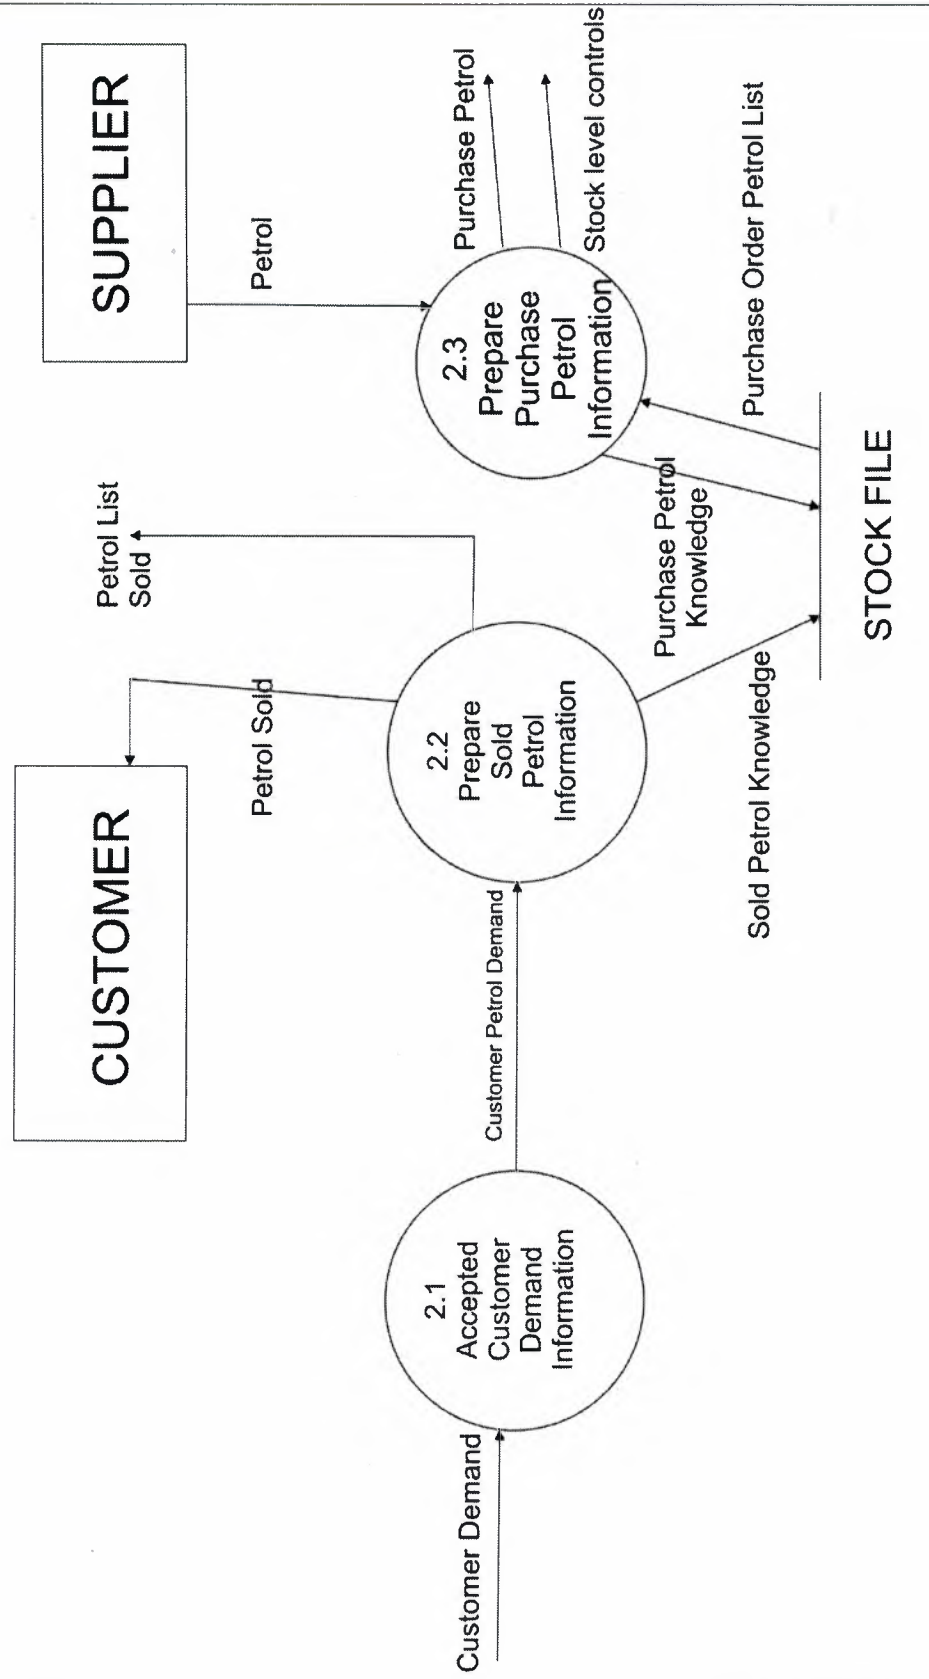 CUSTOMER
SUPPLIER
Petrol List
Sold
Petrol Sold
Petrol
Customer Demand
2.1
Accepted
Customer
Demand
Information
Customer Petrol Demand
2.2
Prepare
Sold
Petrol
Information
2.3
Prepare
Purchase
Petrol
Information
Purchase Petrol
Stock level controls
Purchase Petrol
Knowledge
Sold Petrol Knowledge
Purchase Order Petrol List
STOCK FILE